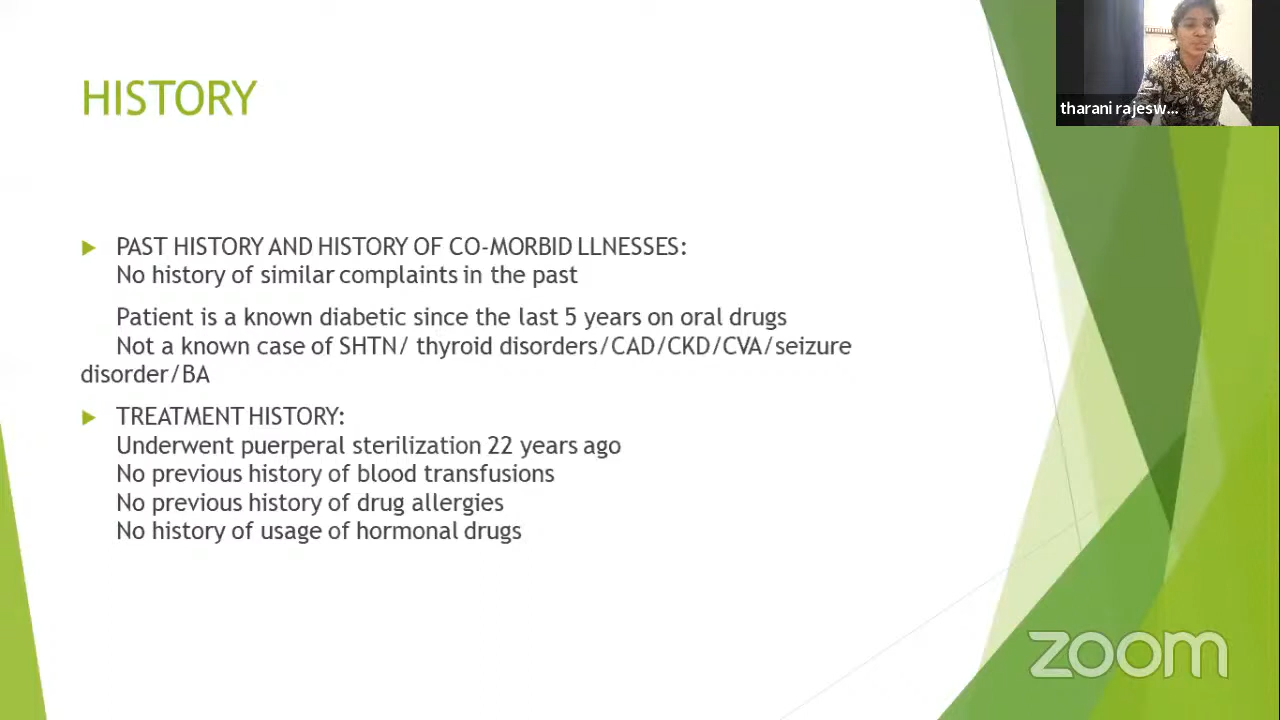 HISTORY
tharani rajesw...
PAST HISTORY AND HISTORY OF CO-MORBID LLNESSES:
No history of similar complaints in the past
Patient is a known diabetic since the last 5 years on oral drugs
Not a known case of SHTN/ thyroid disorders/CAD/CKD/CVA/seizure
disorder/BA
TREATMENT HISTORY:
Underwent puerperal sterilization 22 years ago
No previous history of blood transfusions
No previous history of drug allergies
No history of usage of hormonal drugs
zoom